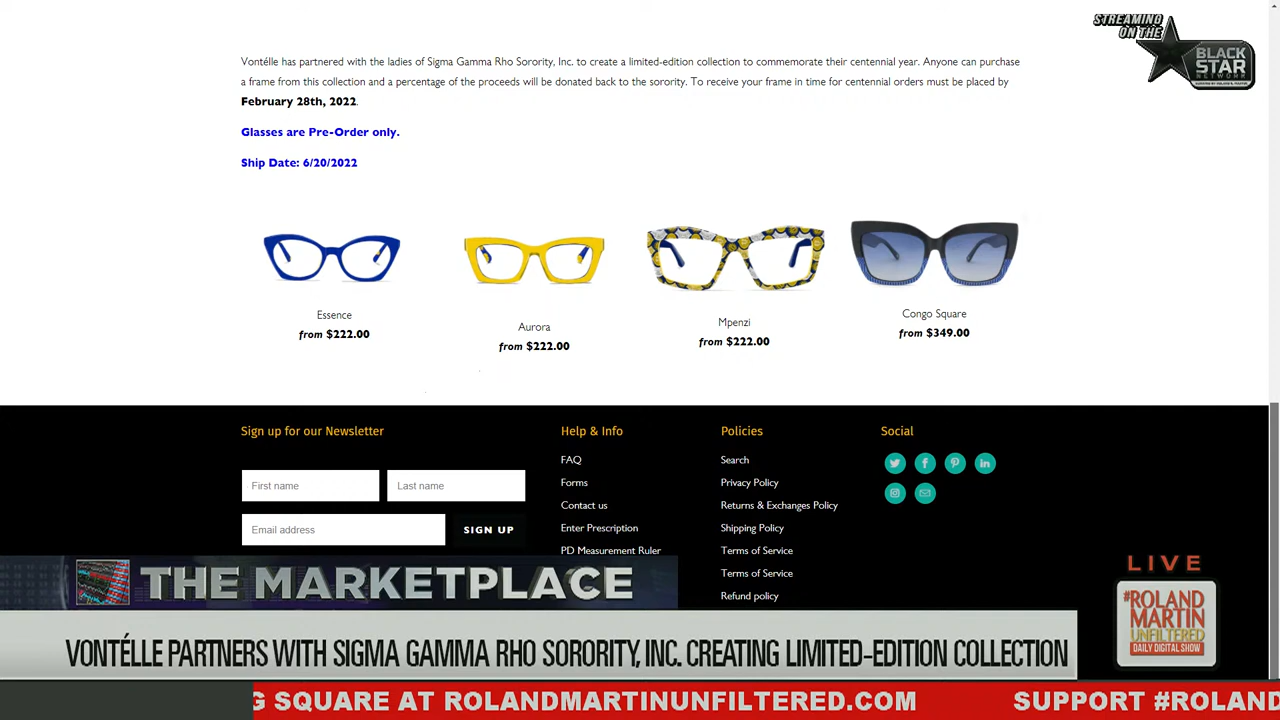 STREAMING
ON THE
BLACK
STAR
NETWORK
Vontélle has partnered with the ladies of Sigma Gamma Rho Sorority, Inc. to create a limited-edition collection to commemorate their centennial year. Anyone can purchase
a frame from this collection and a percentage of the proceeds will be donated back to the sorority. To receive your frame in time for centennial orders must be placed by
February 28th, 2022.
Glasses are Pre-Order only.
Ship Date: 6/20/2022
Essence
from $222.00
Aurora
from $222.00
Mpenzi
from $222.00
Congo Square
from $349.00
Sign up for our Newsletter
First name
Last name
Email address
SIGN UP
Help & Info
FAQ
Forms
Contact us
Enter Prescription
PD Measurement Ruler
Policies
Search
Privacy Policy
Returns & Exchanges Policy
Shipping Policy
Terms of Service
Terms of Service
Refund policy
Social
THE MARKETPLACE
VONTÉLLE PARTNERS WITH SIGMA GAMMA RHO SORORITY, INC. CREATING LIMITED-EDITION COLLECTION
LIVE
#ROLAND
MARTIN
UNFILTERED
DAILY DIGITAL SHOW
G SQUARE AT ROLANDMARTINUNFILTERED.COM SUPPORT #ROLAND